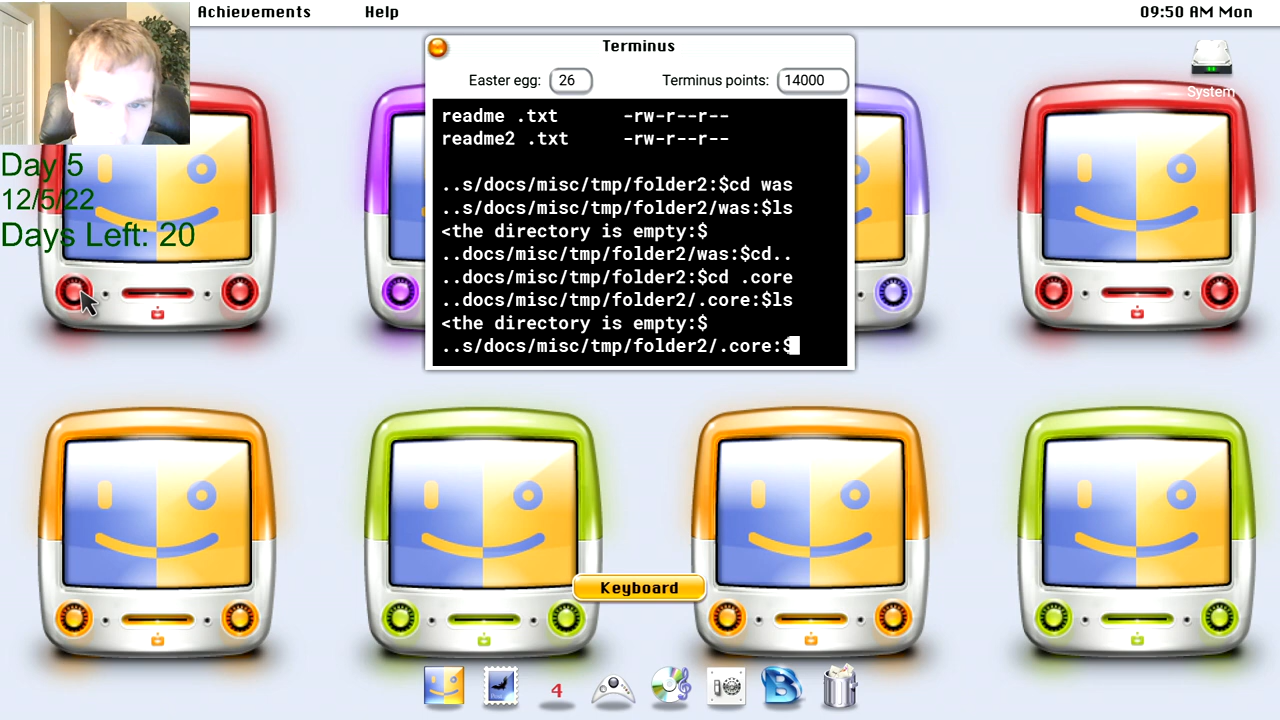 Achievements Help 09:50 AM Mon
Terminus
Easter egg: 26 Terminus points: 14000
System
readme .txt -rw-r--r--
readme2 .txt -rw-r--r--
..s/docs/misc/tmp/folder2:$cd was
..s/docs/misc/tmp/folder2/was:$ls
<the directory is empty:$
..docs/misc/tmp/folder2/was:$cd..
..docs/misc/tmp/folder2:$cd .core
..docs/misc/tmp/folder2/.core:$ls
<the directory is empty:$
..s/docs/misc/tmp/folder2/.core:$
Day 5
12/5/22
Days Left: 20
Keyboard
4